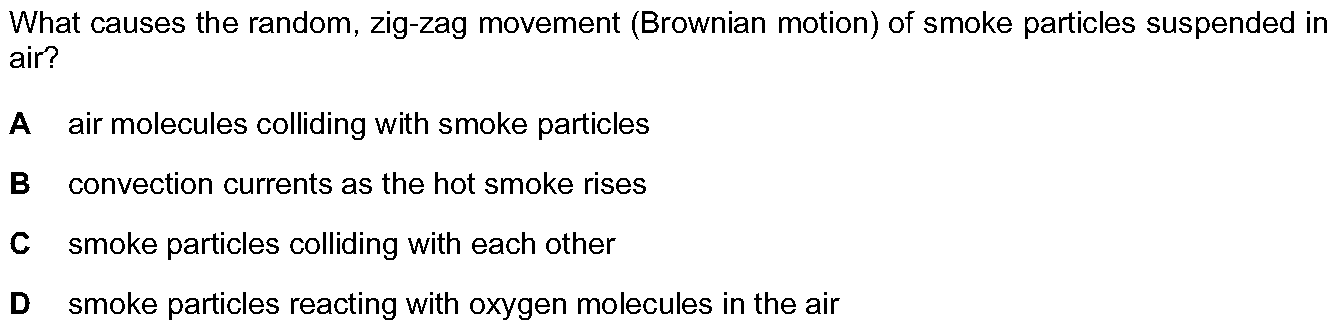 What causes the random, zig-zag movement (Brownian motion) of smoke particles suspended in
air?
A air molecules colliding with smoke particles
B convection currents as the hot smoke rises
C smoke particles colliding with each other
D smoke particles reacting with oxygen molecules in the air